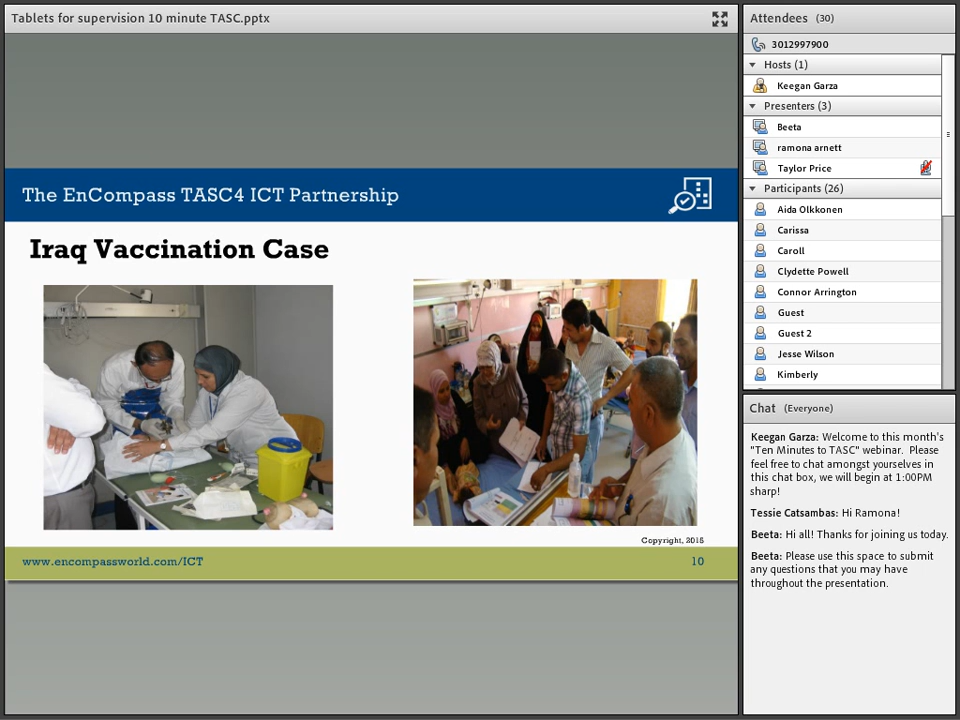 Tablets for supervision 10 minute TASC.pptx
The EnCompass TASC4 ICT Partnership
Iraq Vaccination Case
Copyright, 2015
www.encompassworld.com/ICT
10
Attendees (30)
3012997900
Hosts (1)
Keegan Garza
Presenters (3)
Beeta
ramona arnett
Taylor Price
Participants (26)
Aida Olkkonen
Carissa
Caroll
Clydette Powell
Connor Arrington
Guest
Guest 2
Jesse Wilson
Kimberly
Chat (Everyone)
Keegan Garza: Welcome to this month's
"Ten Minutes to TASC" webinar. Please
feel free to chat amongst yourselves in
this chat box, we will begin at 1:00PM
sharp!
Tessie Catsambas: Hi Ramona!
Beeta: Hi all! Thanks for joining us today.
Beeta: Please use this space to submit
any questions that you may have
throughout the presentation.